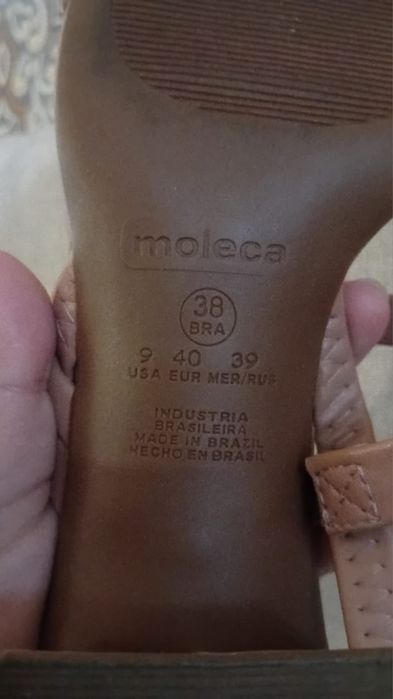 moleca
38
BRA
9 40 39
USA EUR MER/RUS
INDUSTRIA
BRASILEIRA
MADE IN BRAZIL
HECHO EN BRASIL